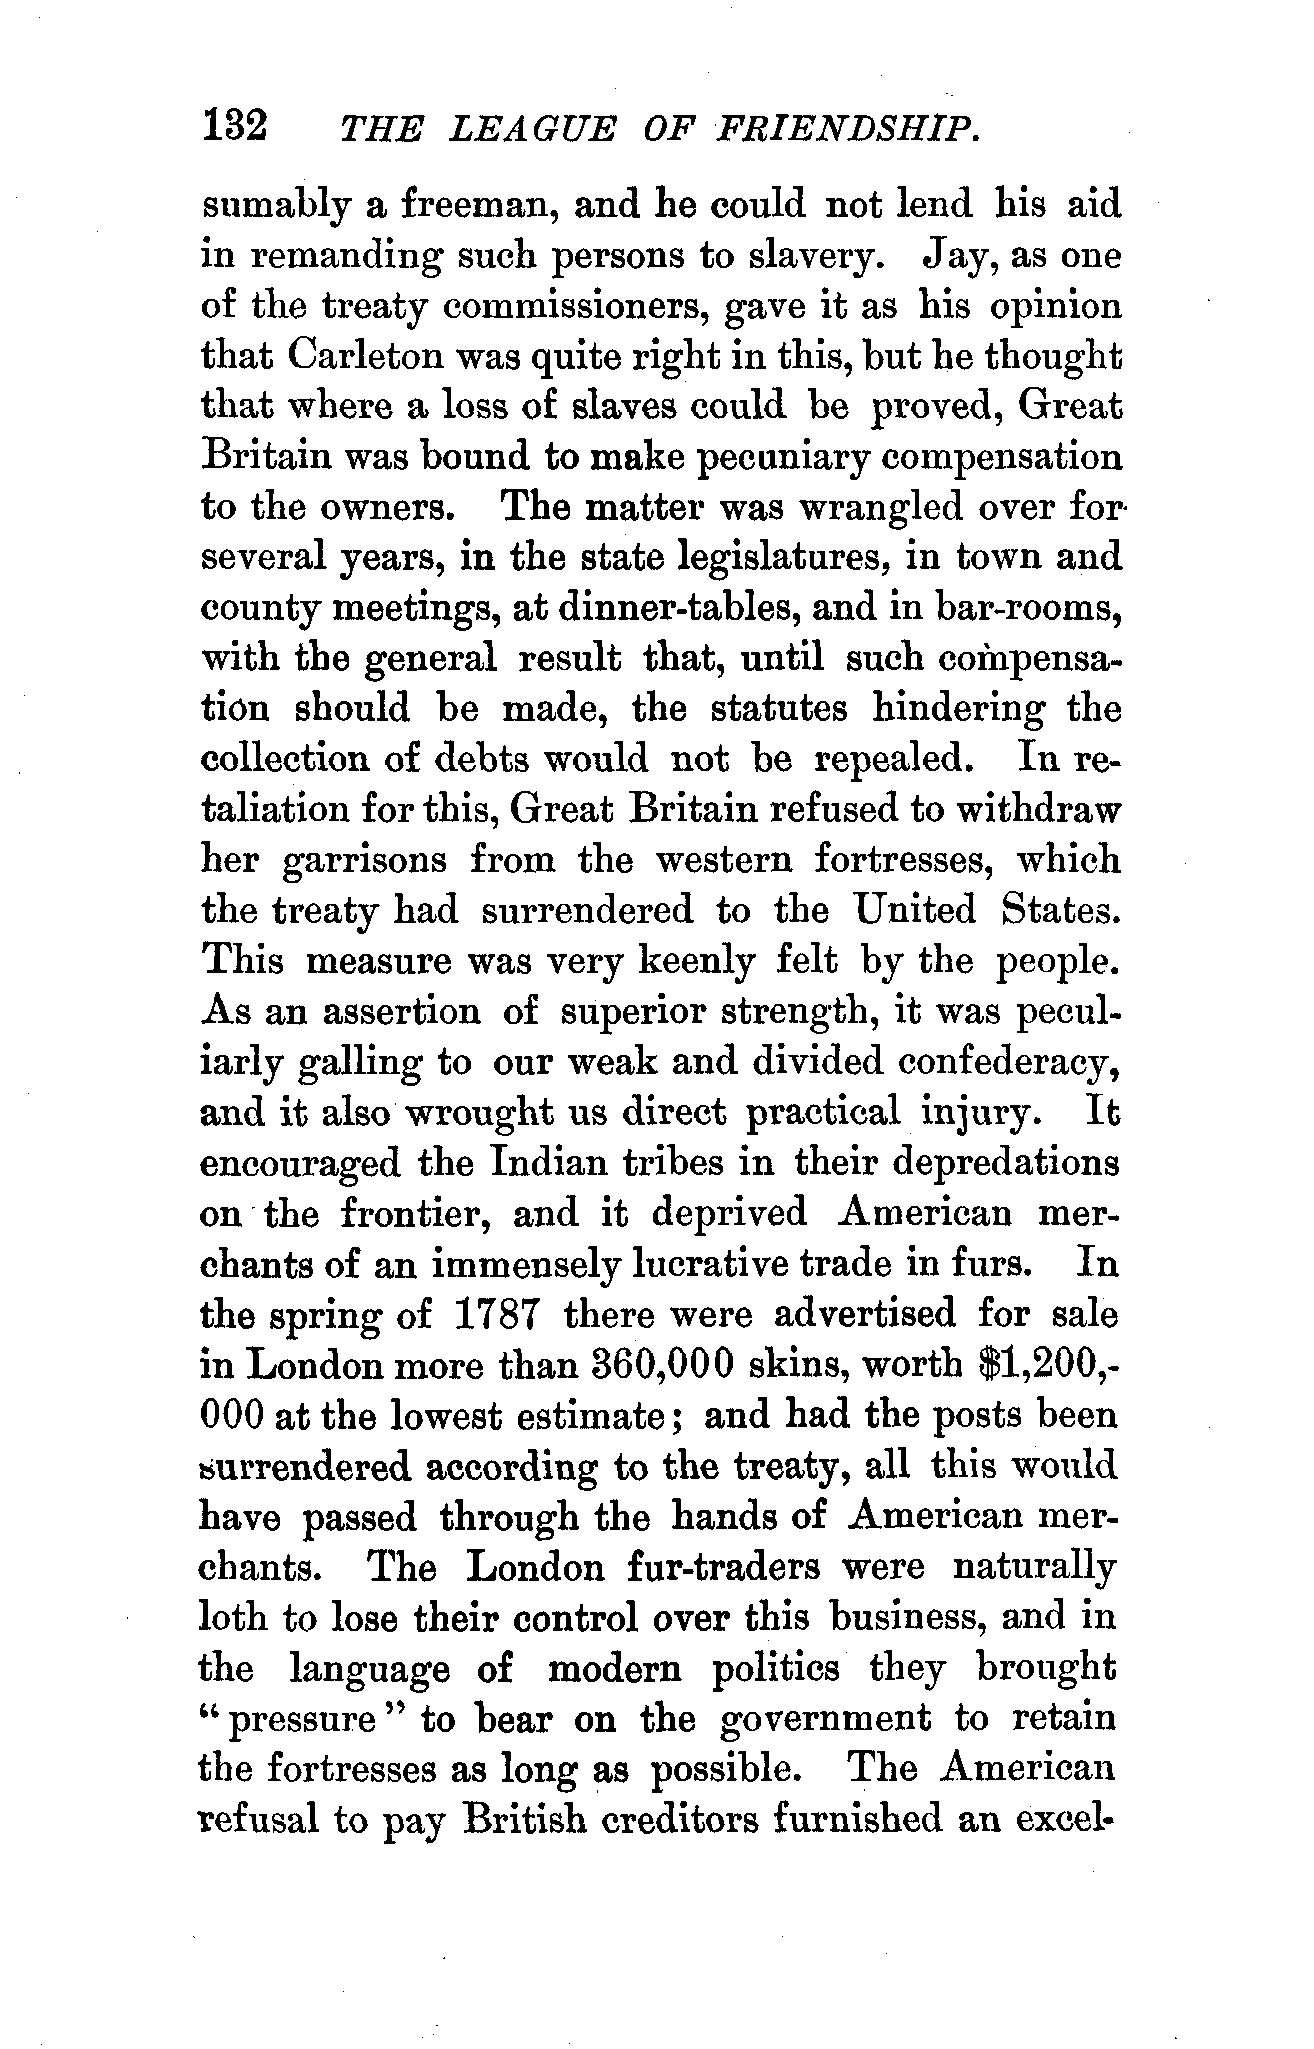 132 THE LEAGUE OF FRIENDSHIP.
sumably a freeman, and he could not lend his aid
in remanding such persons to slavery. Jay, as one
of the treaty commissioners, gave it as his opinion
that Carleton was quite right in this, but he thought
that where a loss of slaves could be proved, Great
Britain was bound to make pecuniary compensation
to the owners. The matter was wrangled over for
several years, in the state legislatures, in town and
county meetings, at dinner-tables, and in bar-rooms,
with the general result that, until such compensa-
tion should be made, the statutes hindering the
collection of debts would not be repealed. In re-
taliation for this, Great Britain refused to withdraw
her garrisons from the western fortresses, which
the treaty had surrendered to the United States.
This measure was very keenly felt by the people.
As an assertion of superior strength, it was pecul-
iarly galling to our weak and divided confederacy,
and it also wrought us direct practical injury. It
encouraged the Indian tribes in their depredations
on the frontier, and it deprived American mer-
chants of an immensely lucrative trade in furs. In
the spring of 1787 there were advertised for sale
in London more than 360,000 skins, worth $1,200,-
000 at the lowest estimate; and had the posts been
surrendered according to the treaty, all this would
have passed through the hands of American mer-
chants. The London fur-traders were naturally
loth to lose their control over this business, and in
the language of modern politics they brought
“pressure” to bear on the government to retain
the fortresses as long as possible. The American
refusal to pay British creditors furnished an excel-